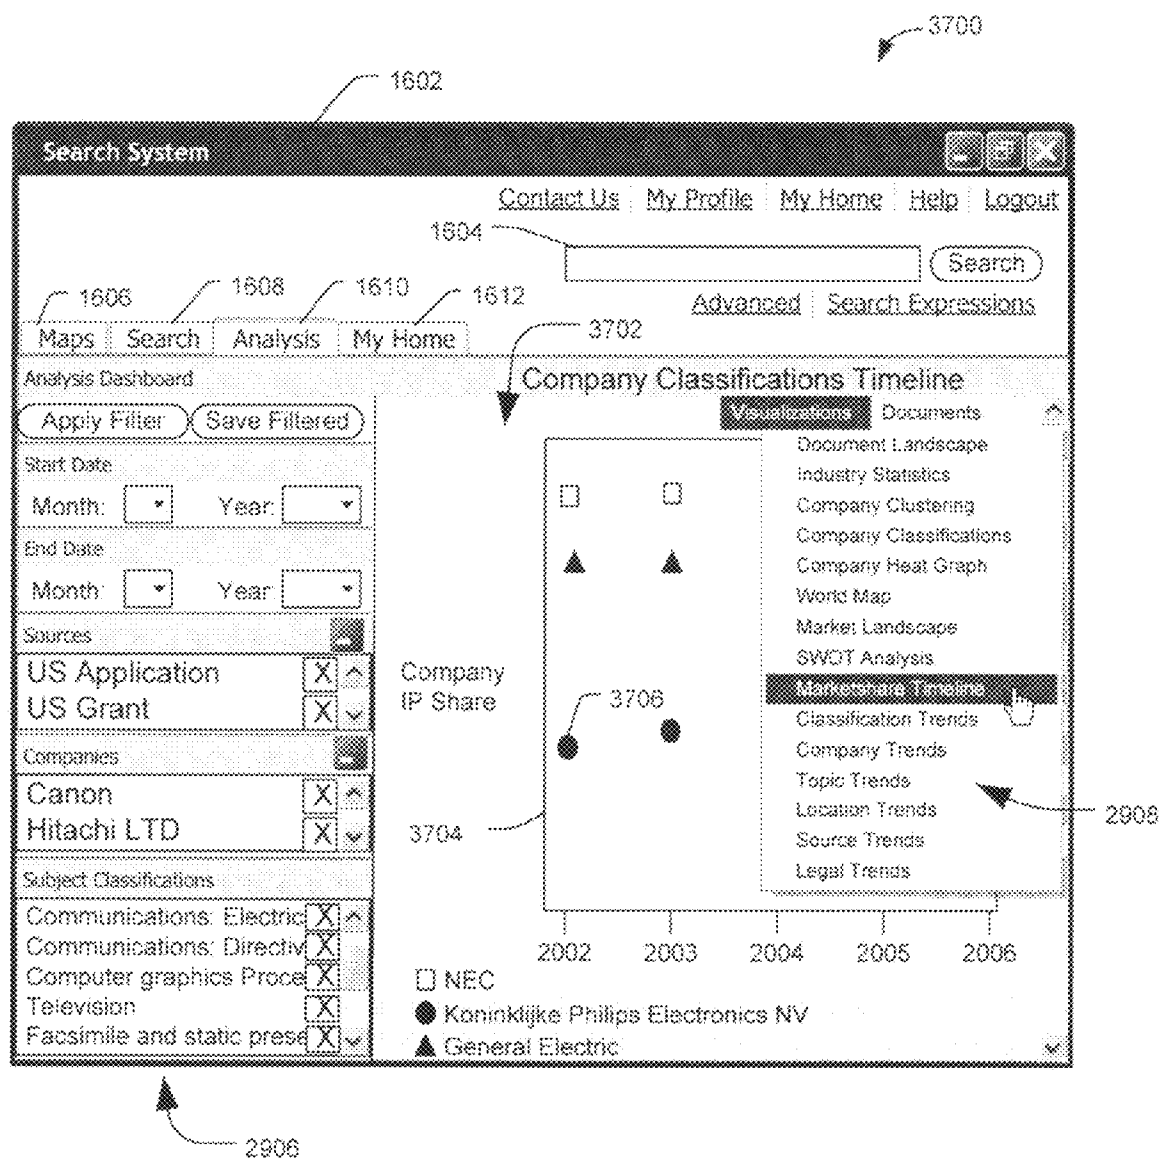 3700
1602
Search System
Contact Us My Profile My Home Help Logout
1604
Search
1606 1608 1610 1612
Advanced Search Expressions
Maps Search Analysis My Home
3702
Analysis Dashboard
Company Classifications Timeline
Apply Filter Save Filtered
Visualizations Documents
Start Date
Month: Year:
End Date
Month: Year:
Sources
US Application X
US Grant X
Companies
Canon X
Hitachi LTD X
Subject Classifications
Communications: Electric X
Communications: Directiv X
Computer graphics Proce X
Television X
Facsimile and static prese X
Document Landscape
Industry Statistics
Company Clustering
Company Classifications
Company Heat Graph
World Map
Market Landscape
SWOT Analysis
Marketshare Timeline
Classification Trends
Company Trends
Topic Trends
Location Trends
Source Trends
Legal Trends
2908
Company
IP Share
3706
3704
2002 2003 2004 2005 2006
NEC
Koninklijke Philips Electronics NV
General Electric
2906